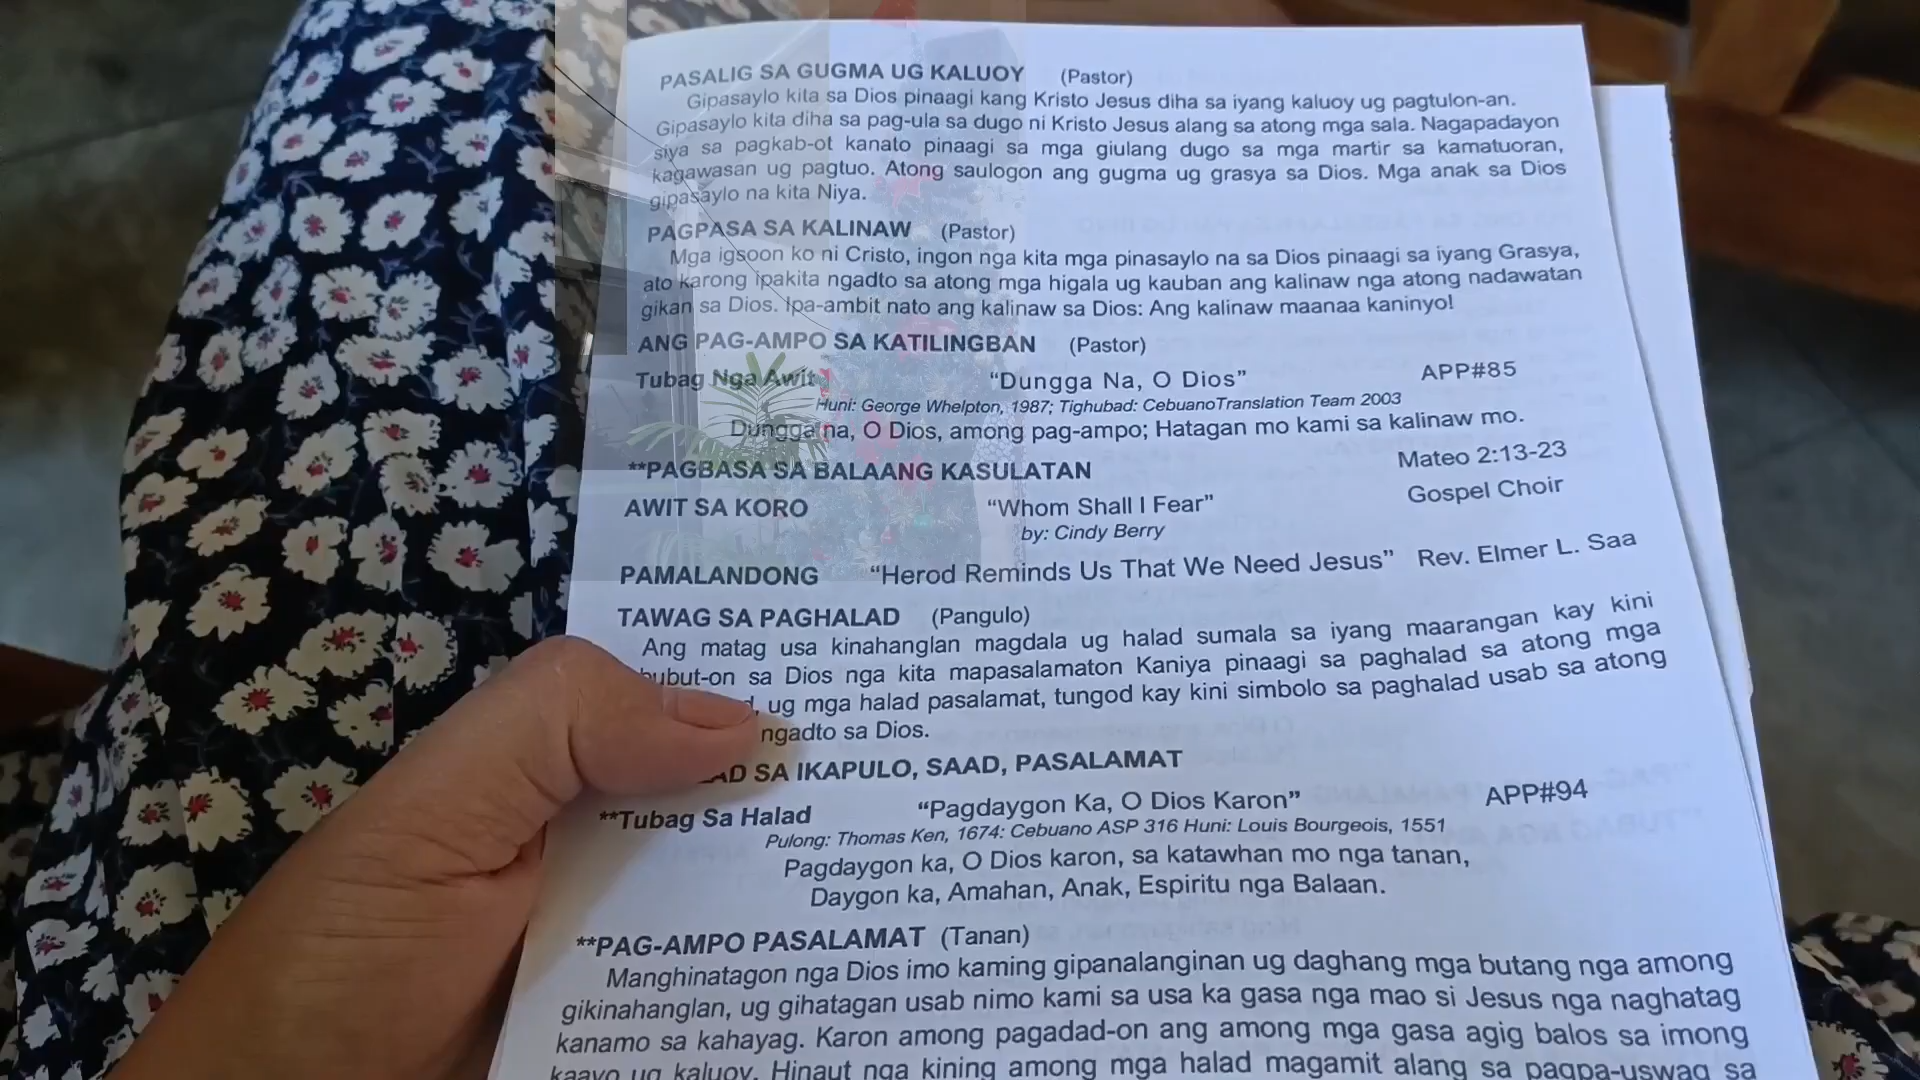 PASALIG SA GUGMA UG KALUOY (Pastor)
Gipasaylo kita sa Dios pinaagi kang Kristo Jesus diha sa iyang kaluoy ug pagtulon-an.
Gipasaylo kita diha sa pag-ula sa dugo ni Kristo Jesus alang sa atong mga sala. Nagapadayon
siya sa pagkab-ot kanato pinaagi sa mga giulang dugo sa mga martir sa kamatuoran,
kagawasan ug pagtuo. Atong saulogon ang gugma ug grasya sa Dios. Mga anak sa Dios
gipasaylo na kita Niya.
PAGPASA SA KALINAW (Pastor)
Mga igsoon ko ni Cristo, ingon nga kita mga pinasaylo na sa Dios pinaagi sa iyang Grasya,
ato karong ipakita ngadto sa atong mga higala ug kauban ang kalinaw nga atong nadawatan
gikan sa Dios. Ipa-ambit nato ang kalinaw sa Dios: Ang kalinaw maanaa kaninyo!
ANG PAG-AMPO SA KATILINGBAN (Pastor)
Tubag Nga Awit “Dungga Na, O Dios” APP#85
Huni: George Whelpton, 1987; Tighubad: CebuanoTranslation Team 2003
Dungga na, O Dios, among pag-ampo; Hatagan mo kami sa kalinaw mo.
**PAGBASA SA BALAANG KASULATAN Mateo 2:13-23
AWIT SA KORO “Whom Shall I Fear” Gospel Choir
by: Cindy Berry
PAMALANDONG “Herod Reminds Us That We Need Jesus” Rev. Elmer L. Saa
TAWAG SA PAGHALAD (Pangulo)
Ang matag usa kinahanglan magdala ug halad sumala sa iyang maarangan kay kini
sa Dios nga kita mapasalamaton Kaniya pinaagi sa paghalad sa atong mga
ug mga halad pasalamat, tungod kay kini simbolo sa paghalad usab sa atong
ngadto sa Dios.
SA IKAPULO, SAAD, PASALAMAT
**Tubag Sa Halad “Pagdaygon Ka, O Dios Karon” APP#94
Pulong: Thomas Ken, 1674: Cebuano ASP 316 Huni: Louis Bourgeois, 1551
Pagdaygon ka, O Dios karon, sa katawhan mo nga tanan,
Daygon ka, Amahan, Anak, Espiritu nga Balaan.
**PAG-AMPO PASALAMAT (Tanan)
Manghinatagon nga Dios imo kaming gipanalanginan ug daghang mga butang nga among
gikinahanglan, ug gihatagan usab nimo kami sa usa ka gasa nga mao si Jesus nga naghatag
kanamo sa kahayag. Karon among pagadad-on ang among mga gasa agig balos sa imong
kaayo ug kaluoy. Hinaut nga kining among mga halad magamit alang sa pagpa-uswag sa